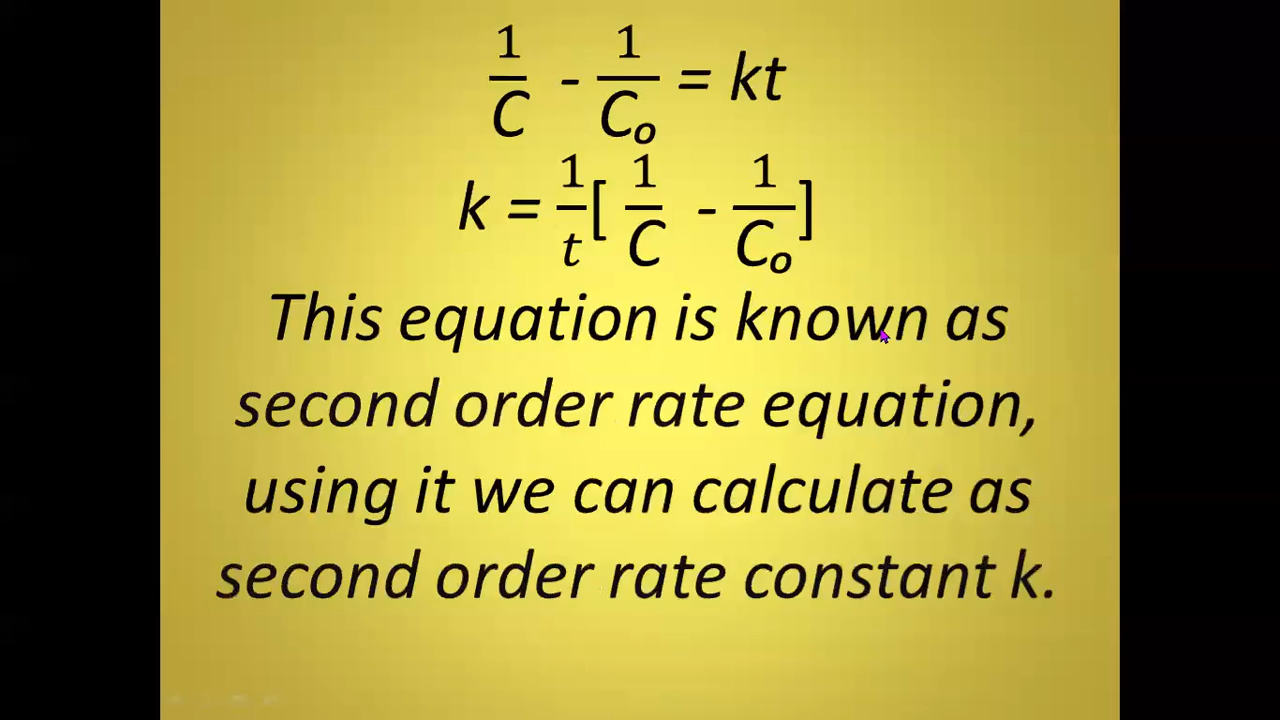 1/C - 1/Cₒ = kt
k = 1/t[ 1/C - 1/Cₒ]
This equation is known as
second order rate equation,
using it we can calculate as
second order rate constant k.